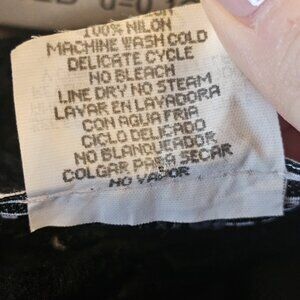 100% NILON
MACHINE WASH COLD
DELICATE CYCLE
NO BLEACH
LINE DRY NO STEAM
LAVAR EN LAVADORA
CON AGUA FRIA
CICLO DELICADO
NO BLANQUEADOR
COLGAR PARA SECAR
NO VAPOR